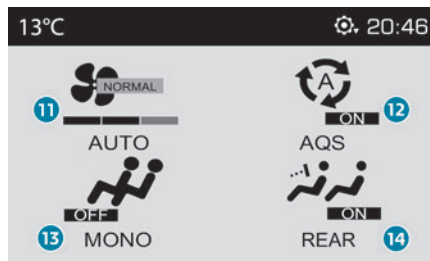 13°C 20:46
NORMAL
11 A 12
ON
AUTO AQS
OFF ON
13 MONO REAR 14